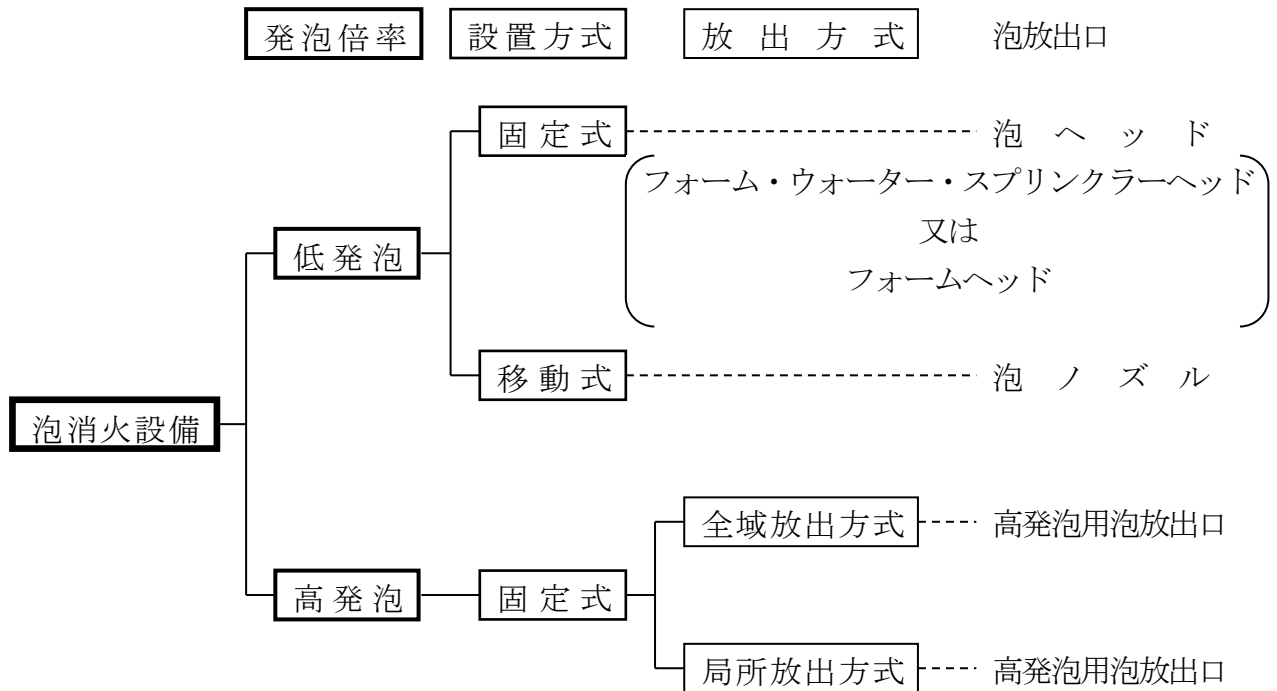 発泡倍率 設置方式 放出方式 泡放出口
固定式 泡ヘッド
フォーム・ウォーター・スプリンクラーヘッド
又は
フォームヘッド
低発泡
移動式 泡ノズル
泡消火設備
全域放出方式 高発泡用泡放出口
高発泡 固定式
局所放出方式 高発泡用泡放出口